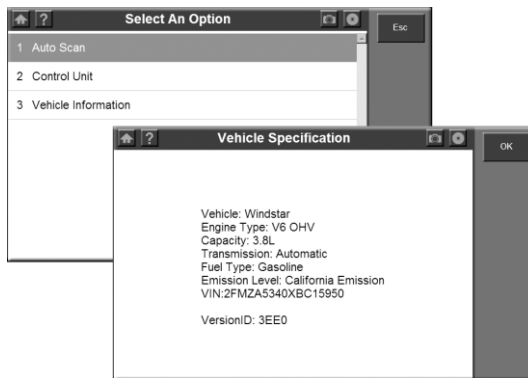 Select An Option
Esc
1 Auto Scan
2 Control Unit
3 Vehicle Information
Vehicle Specification
OK
Vehicle: Windstar
Engine Type: V6 OHV
Capacity: 3.8L
Transmission: Automatic
Fuel Type: Gasoline
Emission Level: California Emission
VIN:2FMZA5340XBC15950
VersionID: 3EE0